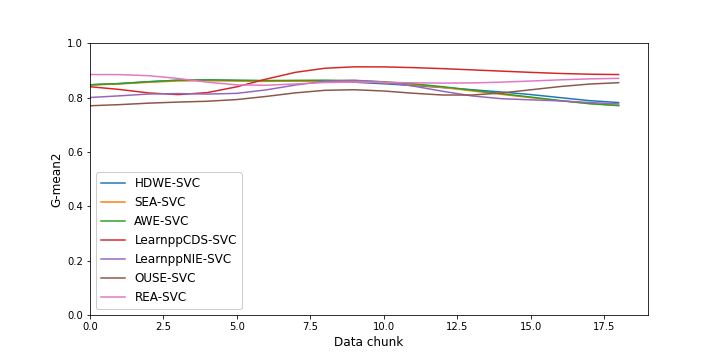 1.0
0.8
0.6
0.4
0.2
0.0
G-mean2
HDWE-SVC
SEA-SVC
AWE-SVC
LearnppCDS-SVC
LearnppNIE-SVC
OUSE-SVC
REA-SVC
0.0 2.5 5.0 7.5 10.0 12.5 15.0 17.5
Data chunk